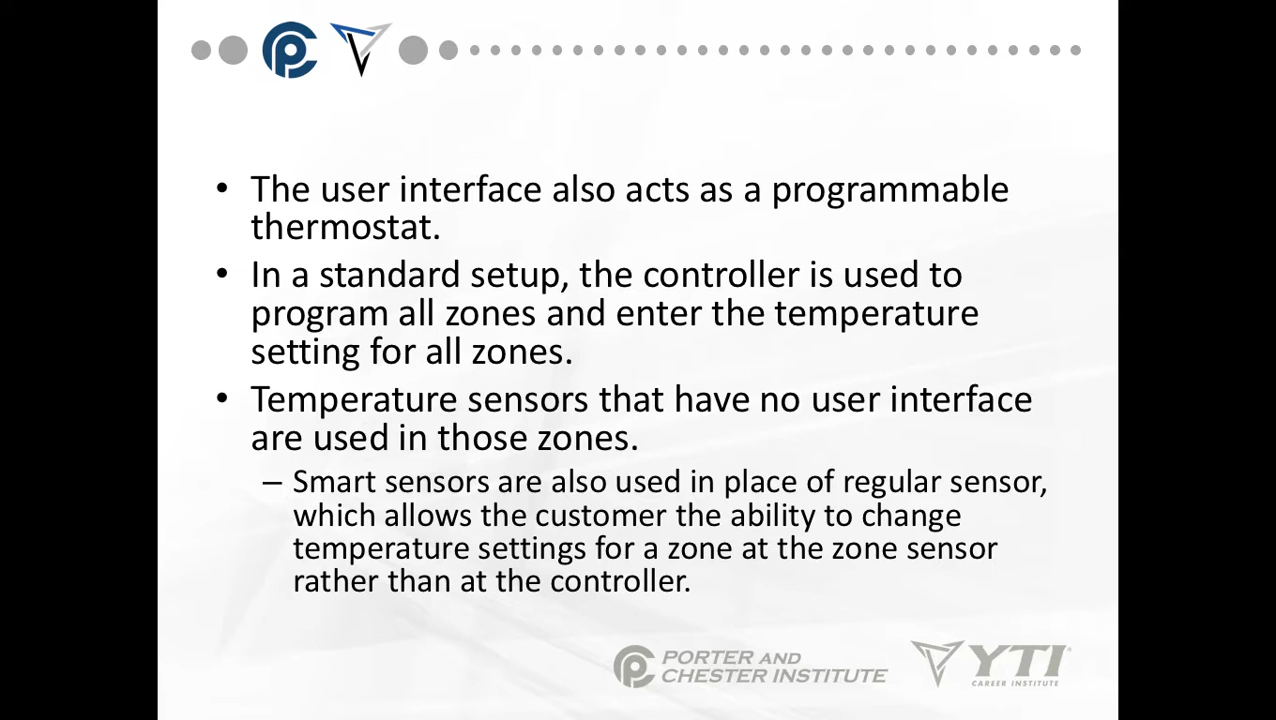 • The user interface also acts as a programmable
thermostat.
• In a standard setup, the controller is used to
program all zones and enter the temperature
setting for all zones.
• Temperature sensors that have no user interface
are used in those zones.
– Smart sensors are also used in place of regular sensor,
which allows the customer the ability to change
temperature settings for a zone at the zone sensor
rather than at the controller.
PORTER AND
CHESTER INSTITUTE
YTI
CAREER INSTITUTE